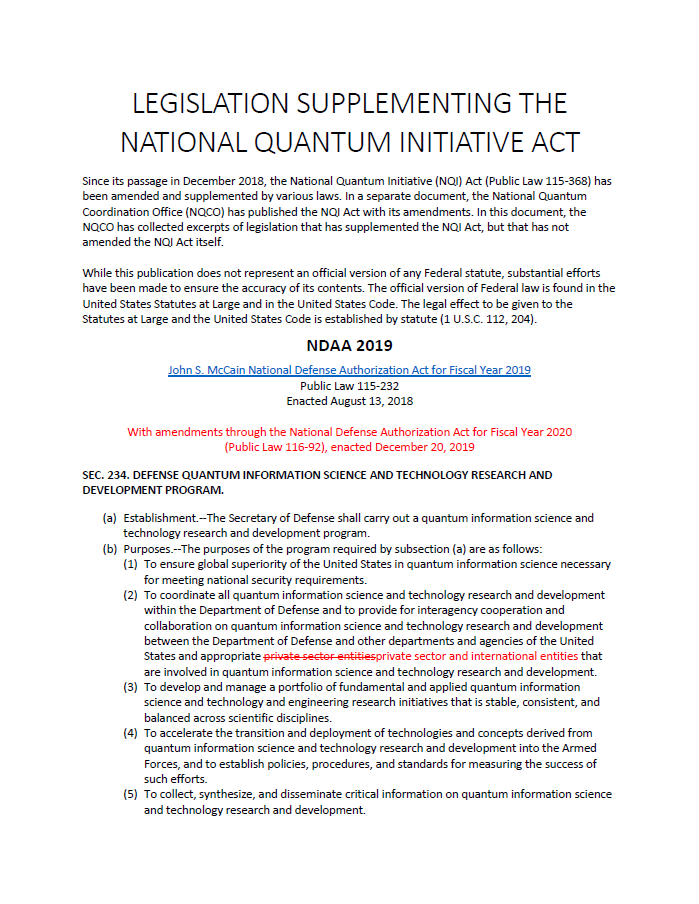 LEGISLATION SUPPLEMENTING THE
NATIONAL QUANTUM INITIATIVE ACT
Since its passage in December 2018, the National Quantum Initiative (NQI) Act (Public Law 115-368) has
been amended and supplemented by various laws. In a separate document, the National Quantum
Coordination Office (NQCO) has published the NQI Act with its amendments. In this document, the
NQCO has collected excerpts of legislation that has supplemented the NQI Act, but that has not
amended the NQI Act itself.
While this publication does not represent an official version of any Federal statute, substantial efforts
have been made to ensure the accuracy of its contents. The official version of Federal law is found in the
United States Statutes at Large and in the United States Code. The legal effect to be given to the
Statutes at Large and the United States Code is established by statute (1 U.S.C. 112, 204).
NDAA 2019
John S. McCain National Defense Authorization Act for Fiscal Year 2019
Public Law 115-232
Enacted August 13, 2018
With amendments through the National Defense Authorization Act for Fiscal Year 2020
(Public Law 116-92), enacted December 20, 2019
SEC. 234. DEFENSE QUANTUM INFORMATION SCIENCE AND TECHNOLOGY RESEARCH AND
DEVELOPMENT PROGRAM.
(a) Establishment.--The Secretary of Defense shall carry out a quantum information science and
technology research and development program.
(b) Purposes.--The purposes of the program required by subsection (a) are as follows:
(1) To ensure global superiority of the United States in quantum information science necessary
for meeting national security requirements.
(2) To coordinate all quantum information science and technology research and development
within the Department of Defense and to provide for interagency cooperation and
collaboration on quantum information science and technology research and development
between the Department of Defense and other departments and agencies of the United
States and appropriate private sector entitiesprivate sector and international entities that
are involved in quantum information science and technology research and development.
(3) To develop and manage a portfolio of fundamental and applied quantum information
science and technology and engineering research initiatives that is stable, consistent, and
balanced across scientific disciplines.
(4) To accelerate the transition and deployment of technologies and concepts derived from
quantum information science and technology research and development into the Armed
Forces, and to establish policies, procedures, and standards for measuring the success of
such efforts.
(5) To collect, synthesize, and disseminate critical information on quantum information science
and technology research and development.